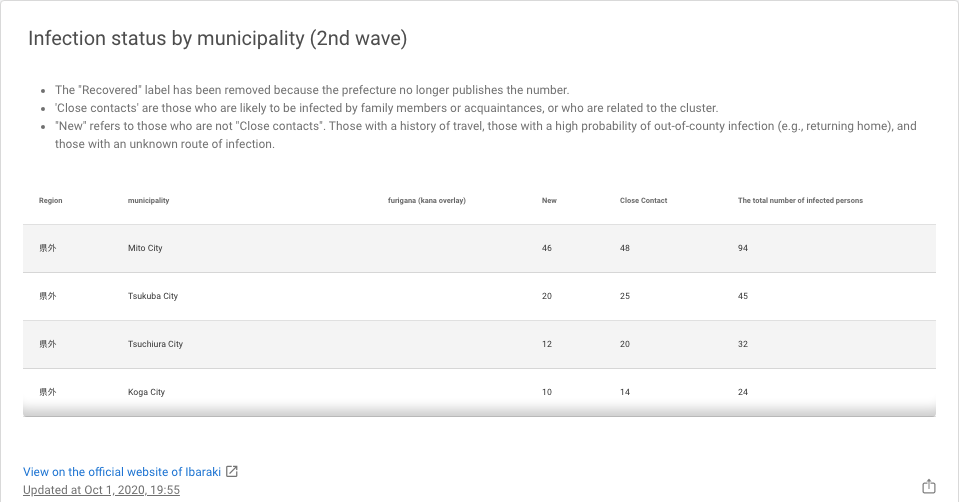 Infection status by municipality (2nd wave)
The "Recovered" label has been removed because the prefecture no longer publishes the number.
'Close contacts' are those who are likely to be infected by family members or acquaintances, or who are related to the cluster.
"New" refers to those who are not "Close contacts". Those with a history of travel, those with a high probability of out-of-county infection (e.g., returning home), and
those with an unknown route of infection.
Region municipality furigana (kana overlay) New Close Contact The total number of infected persons
県外 Mito City 46 48 94
県外 Tsukuba City 20 25 45
県外 Tsuchiura City 12 20 32
県外 Koga City 10 14 24
View on the official website of Ibaraki
Updated at Oct 1, 2020, 19:55